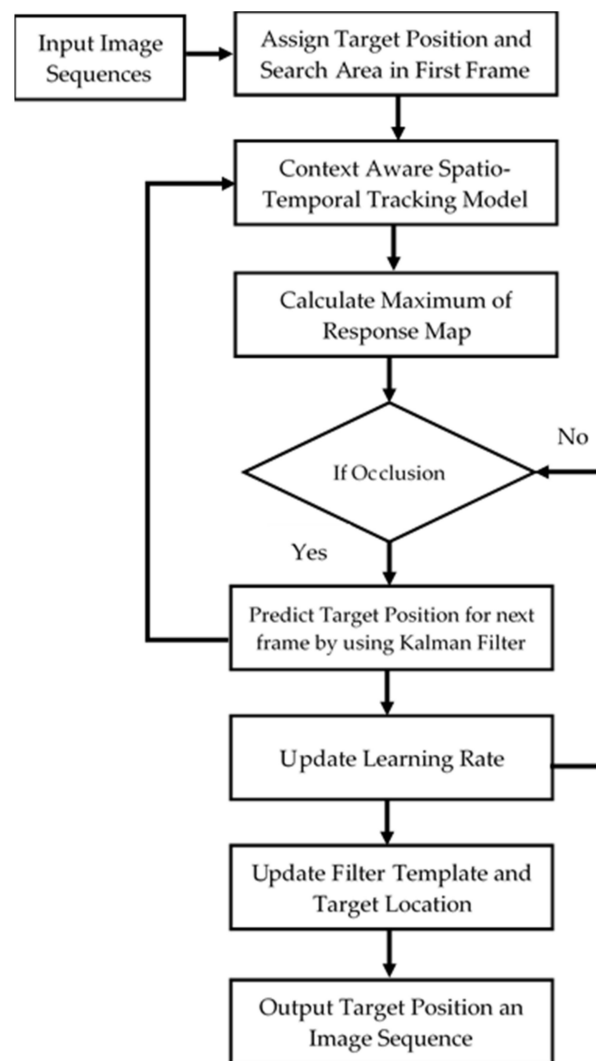 Input Image
Sequences
Assign Target Position and
Search Area in First Frame
Context Aware Spatio-
Temporal Tracking Model
Calculate Maximum of
Response Map
If Occlusion
No
Yes
Predict Target Position for next
frame by using Kalman Filter
Update Learning Rate
Update Filter Template and
Target Location
Output Target Position an
Image Sequence